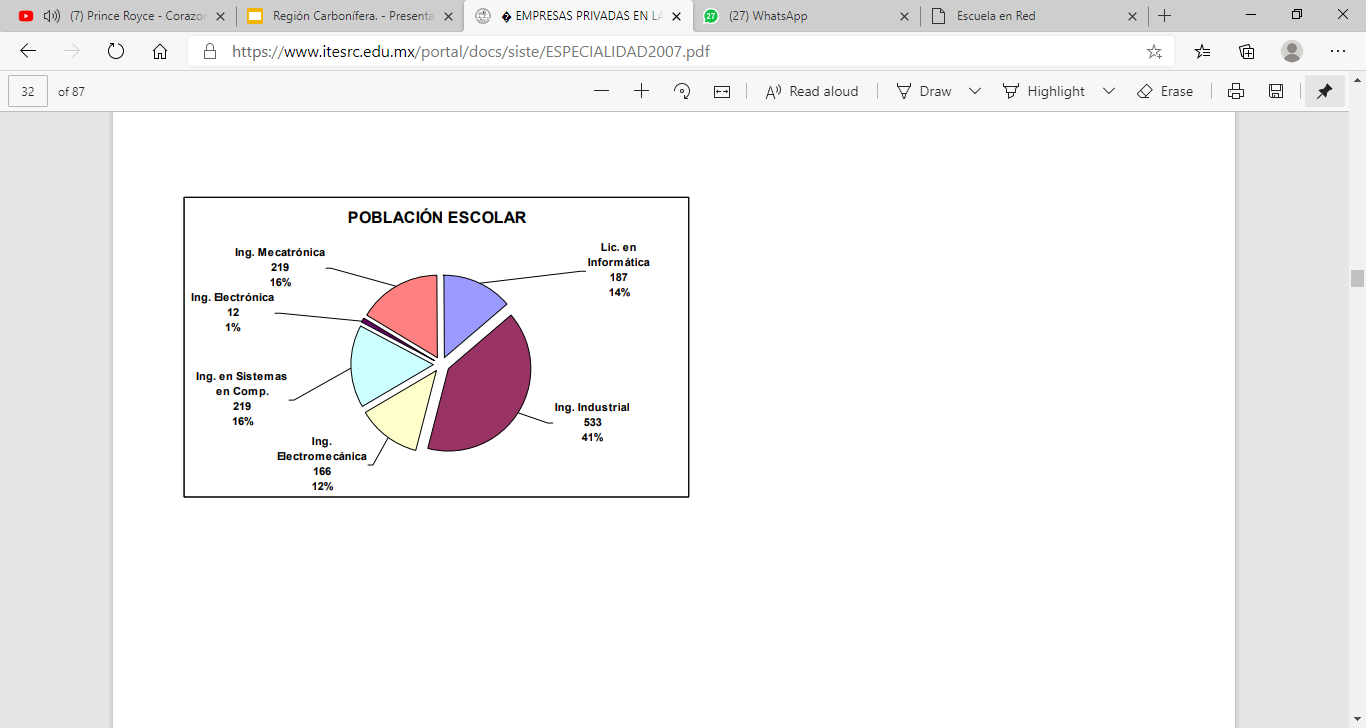 (7) Prince Royce - Corazor
Región Carbonífera. - Presenta
� EMPRESAS PRIVADAS EN LA
27
(27) WhatsApp
Escuela en Red
https://www.itesrc.edu.mx/portal/docs/siste/ESPECIALIDAD2007.pdf
32 of 87
Read aloud
Draw
Highlight
Erase
POBLACIÓN ESCOLAR
Ing. Mecatrónica
219
16%
Lic. en
Informática
187
14%
Ing. Electrónica
12
1%
Ing. en Sistemas
en Comp.
219
16%
Ing. Industrial
533
41%
Ing.
Electromecánica
166
12%